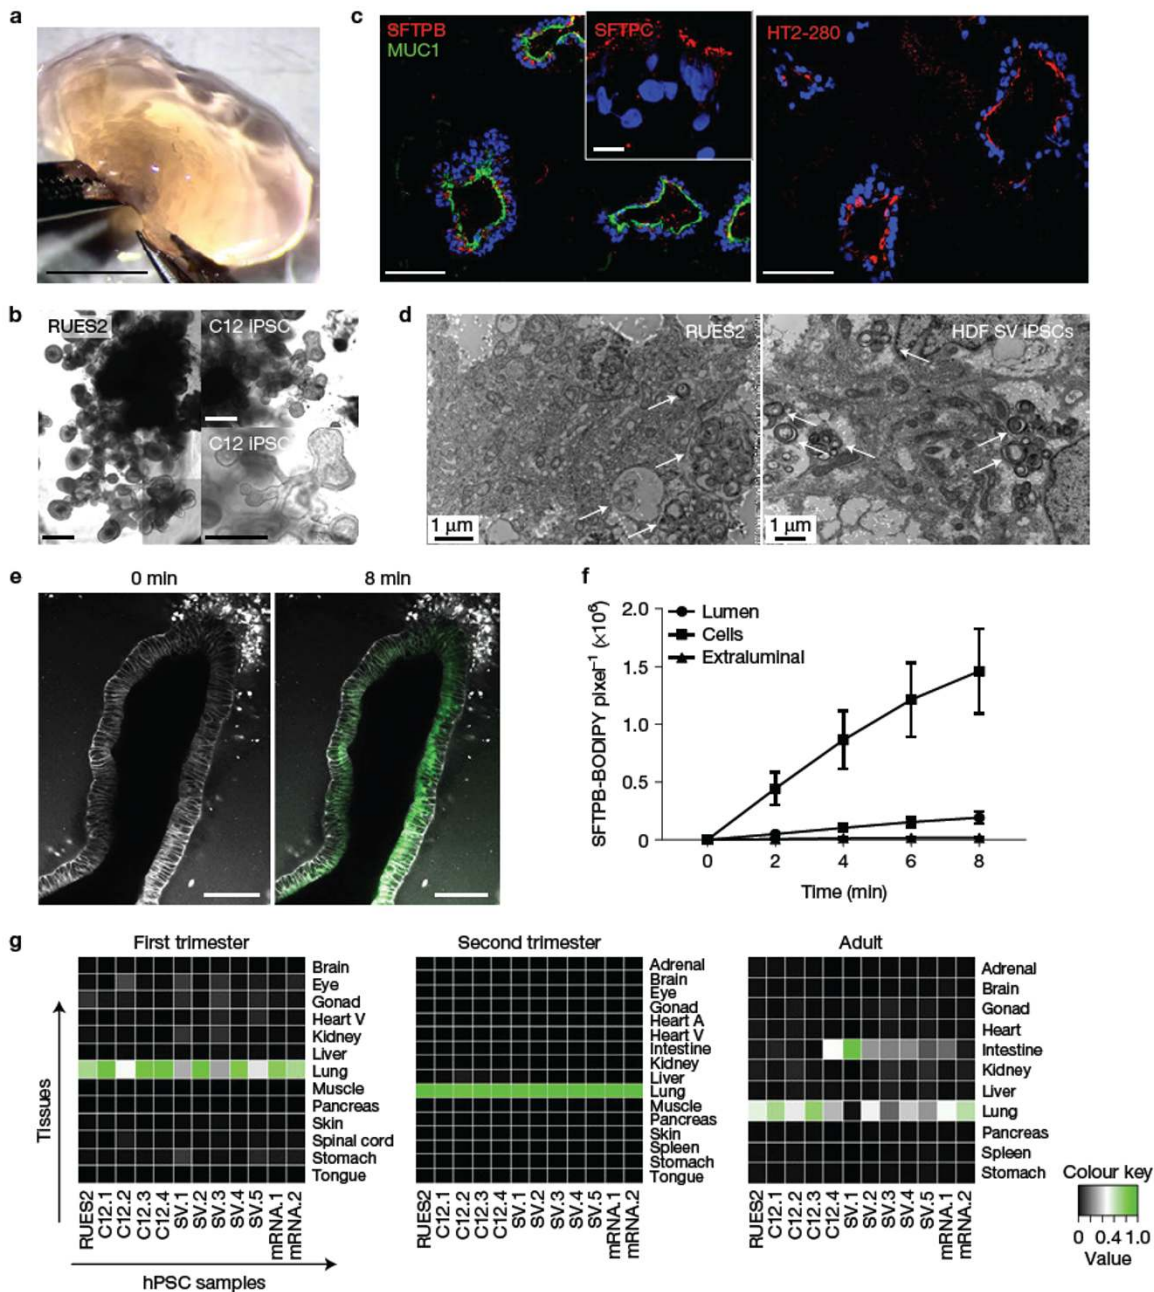 a
c
SFTPB
MUC1
SFTPC
HT2-280
b
RUES2
C12 iPSC
C12 iPSC
d
RUES2
1 μm
HDF SV iPSCs
1 μm
e
0 min
8 min
f
SFTPB-BODIPY pixel⁻¹ (×10⁶)
2.0
1.5
1.0
0.5
0
Lumen
Cells
Extraluminal
0 2 4 6 8
Time (min)
g
First trimester
Tissues
Brain
Eye
Gonad
Heart V
Kidney
Liver
Lung
Muscle
Pancreas
Skin
Spinal cord
Stomach
Tongue
RUES2
C12.1
C12.2
C12.3
C12.4
SV.1
SV.2
SV.3
SV.4
SV.5
mRNA.1
mRNA.2
hPSC samples
Second trimester
Adrenal
Brain
Eye
Gonad
Heart A
Heart V
Intestine
Kidney
Liver
Lung
Muscle
Pancreas
Skin
Spleen
Stomach
Tongue
RUES2
C12.1
C12.2
C12.3
C12.4
SV.1
SV.2
SV.3
SV.4
SV.5
mRNA.1
mRNA.2
Adult
Adrenal
Brain
Gonad
Heart
Intestine
Kidney
Liver
Lung
Pancreas
Spleen
Stomach
RUES2
C12.1
C12.2
C12.3
C12.4
SV.1
SV.2
SV.3
SV.4
SV.5
mRNA.1
mRNA.2
Colour key
0 0.4 1.0
Value